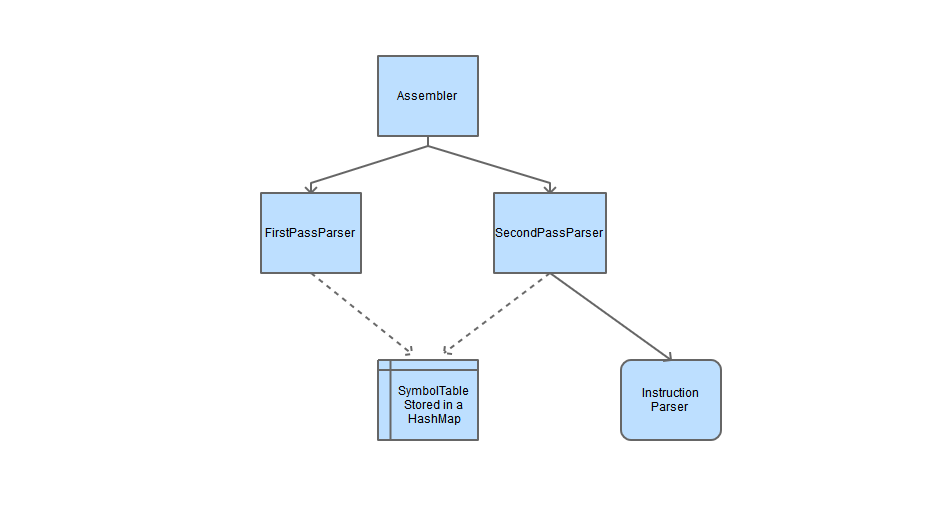 Assembler
FirstPassParser
SecondPassParser
SymbolTable
Stored in a
HashMap
Instruction
Parser